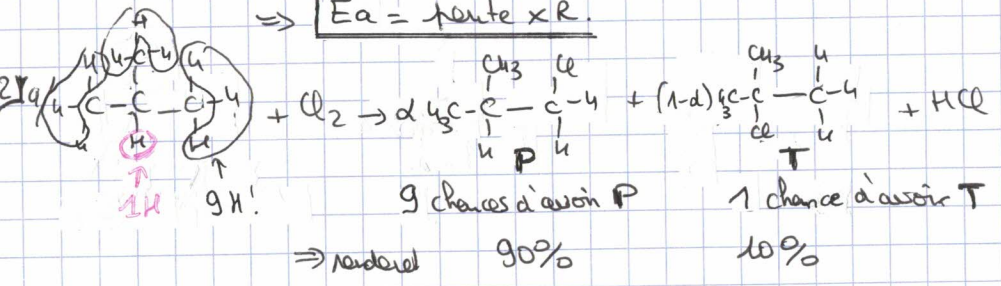 ⇒ Ea = pente × R.
2) a) H H–C–H H
H–C–C–C–H + Cl₂ → α H₃C–C–C–H + (1-α) H₃C–C–C–H + HCl
CH₃ Cl CH₃ H
H H H H H Cl H
P T
↑ 1H ↑ 9H! 9 chances d'avoir P 1 chance d'avoir T
⇒ rendement 90% 10%